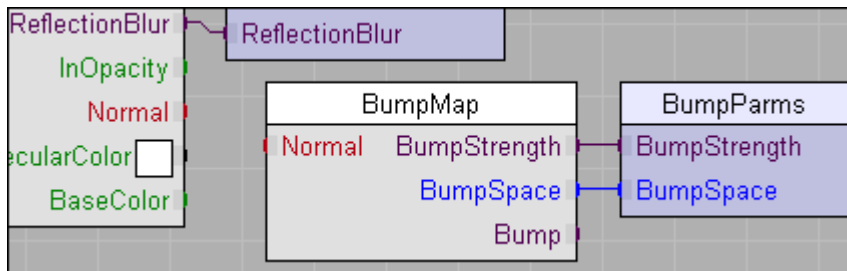 ReflectionBlur
ReflectionBlur
InOpacity
Normal
ecularColor
BaseColor
BumpMap
Normal BumpStrength
BumpSpace
Bump
BumpParms
BumpStrength
BumpSpace